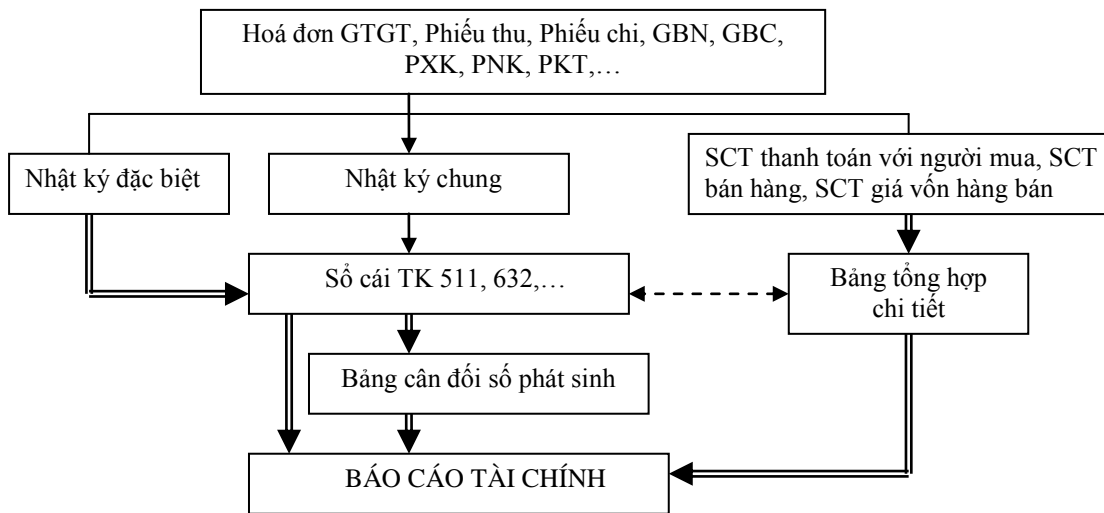 Hoá đơn GTGT, Phiếu thu, Phiếu chi, GBN, GBC,
PXK, PNK, PKT,…
Nhật ký đặc biệt
Nhật ký chung
SCT thanh toán với người mua, SCT
bán hàng, SCT giá vốn hàng bán
Sổ cái TK 511, 632,…
Bảng tổng hợp
chi tiết
Bảng cân đối số phát sinh
BÁO CÁO TÀI CHÍNH